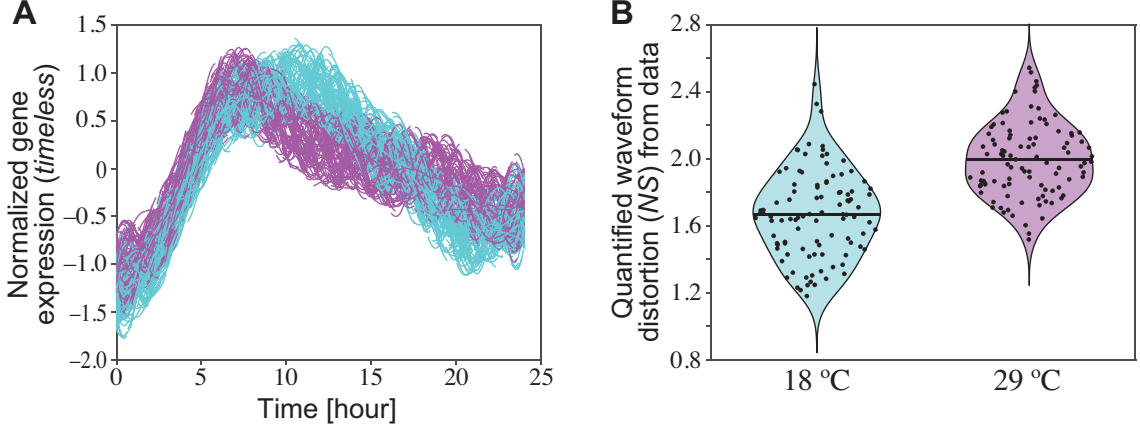 A
Normalized gene
expression (timeless)
1.5
1.0
0.5
0
–0.5
–1.0
–1.5
–2.0
0
5
10
15
20
25
Time [hour]
B
Quantified waveform
distortion (NS) from data
2.8
2.4
2.0
1.6
1.2
0.8
18 ºC
29 ºC